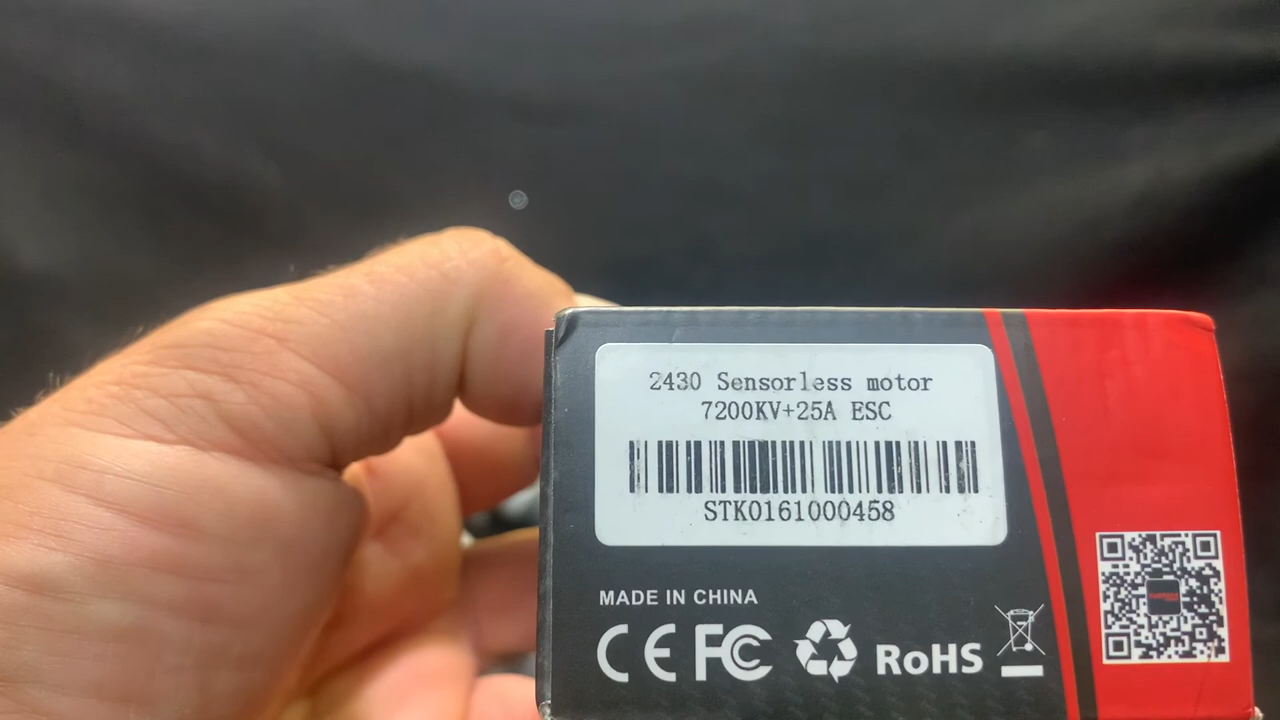 2430 Sensorless motor
7200KV+25A ESC
STK0161000458
MADE IN CHINA
CE FC RoHS